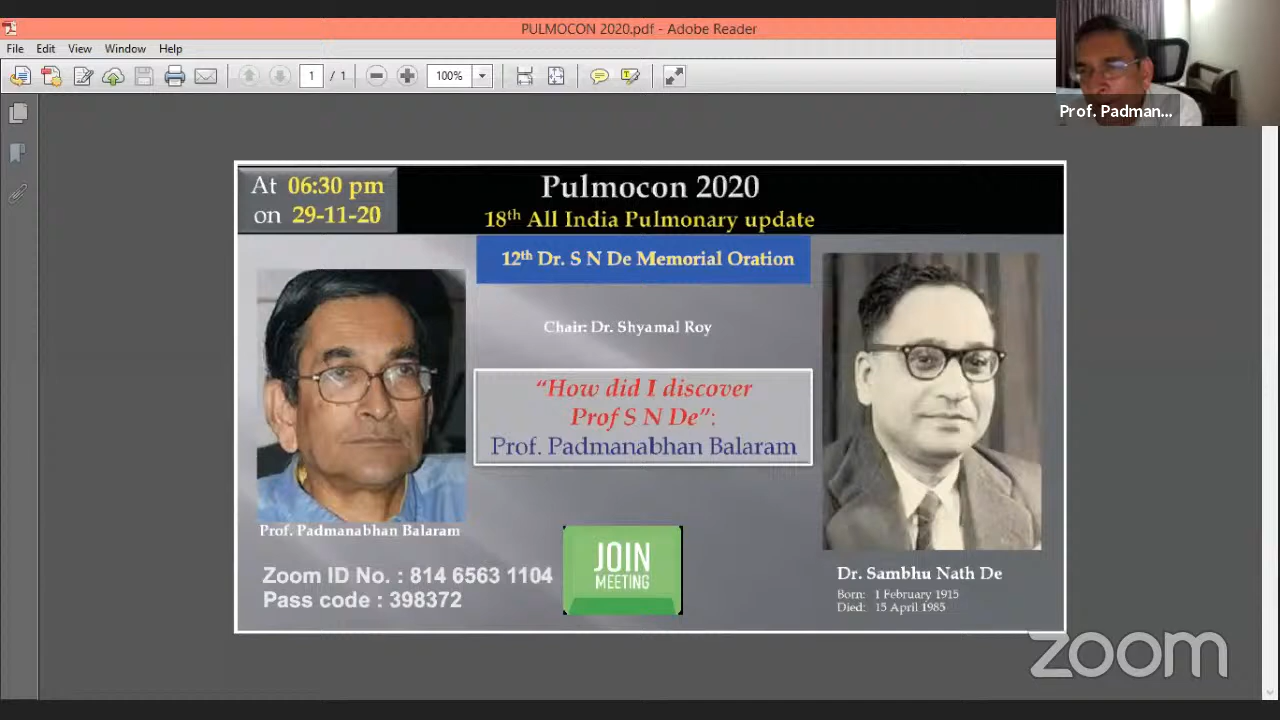 PULMOCON 2020.pdf - Adobe Reader
File Edit View Window Help
1 / 1 100%
Prof. Padman...
At 06:30 pm
on 29-11-20
Pulmocon 2020
18th All India Pulmonary update
12th Dr. S N De Memorial Oration
Chair: Dr. Shyamal Roy
“How did I discover
Prof S N De”:
Prof. Padmanabhan Balaram
Prof. Padmanabhan Balaram
Zoom ID No. : 814 6563 1104
Pass code : 398372
JOIN
MEETING
Dr. Sambhu Nath De
Born: 1 February 1915
Died: 15 April 1985
zoom